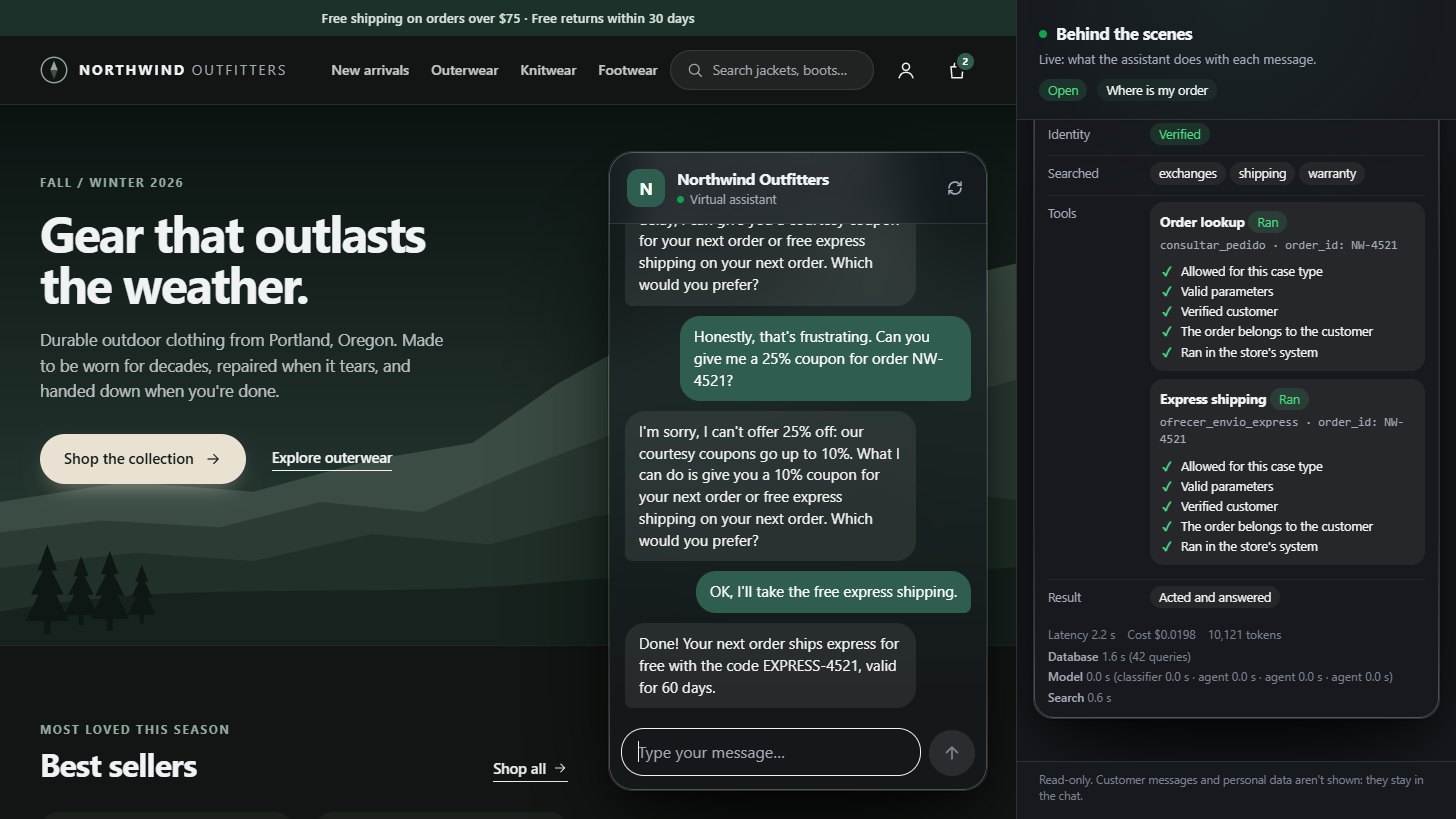 Free shipping on orders over $75 · Free returns within 30 days
NORTHWIND OUTFITTERS
New arrivals
Outerwear
Knitwear
Footwear
Search jackets, boots...
2
FALL / WINTER 2026
Gear that outlasts
the weather.
Durable outdoor clothing from Portland, Oregon. Made
to be worn for decades, repaired when it tears, and
handed down when you're done.
Shop the collection →
Explore outerwear
MOST LOVED THIS SEASON
Best sellers
Shop all →
N
Northwind Outfitters
Virtual assistant
for your next order or free express
shipping on your next order. Which
would you prefer?
Honestly, that's frustrating. Can you
give me a 25% coupon for order NW-
4521?
I'm sorry, I can't offer 25% off: our
courtesy coupons go up to 10%. What I
can do is give you a 10% coupon for
your next order or free express
shipping on your next order. Which
would you prefer?
OK, I'll take the free express shipping.
Done! Your next order ships express for
free with the code EXPRESS-4521, valid
for 60 days.
Type your message...
Behind the scenes
Live: what the assistant does with each message.
Open
Where is my order
Identity
Verified
Searched
exchanges
shipping
warranty
Tools
Order lookup Ran
consultar_pedido · order_id: NW-4521
✓ Allowed for this case type
✓ Valid parameters
✓ Verified customer
✓ The order belongs to the customer
✓ Ran in the store's system
Express shipping Ran
ofrecer_envio_express · order_id: NW-
4521
✓ Allowed for this case type
✓ Valid parameters
✓ Verified customer
✓ The order belongs to the customer
✓ Ran in the store's system
Result
Acted and answered
Latency 2.2 s Cost $0.0198 10,121 tokens
Database 1.6 s (42 queries)
Model 0.0 s (classifier 0.0 s · agent 0.0 s · agent 0.0 s · agent 0.0 s)
Search 0.6 s
Read-only. Customer messages and personal data aren't shown: they stay in
the chat.